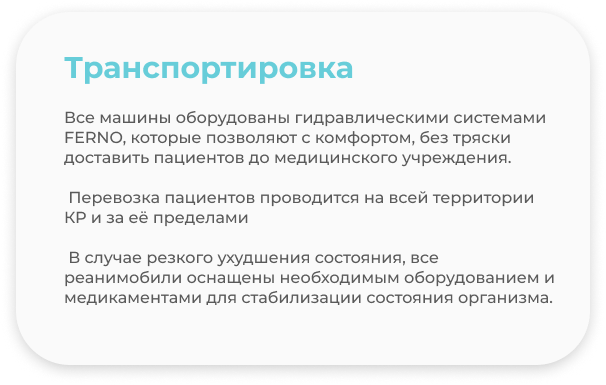 Транспортировка
Все машины оборудованы гидравлическими системами
FERNO, которые позволяют с комфортом, без тряски
доставить пациентов до медицинского учреждения.
Перевозка пациентов проводится на всей территории
КР и за её пределами
В случае резкого ухудшения состояния, все
реанимобили оснащены необходимым оборудованием и
медикаментами для стабилизации состояния организма.